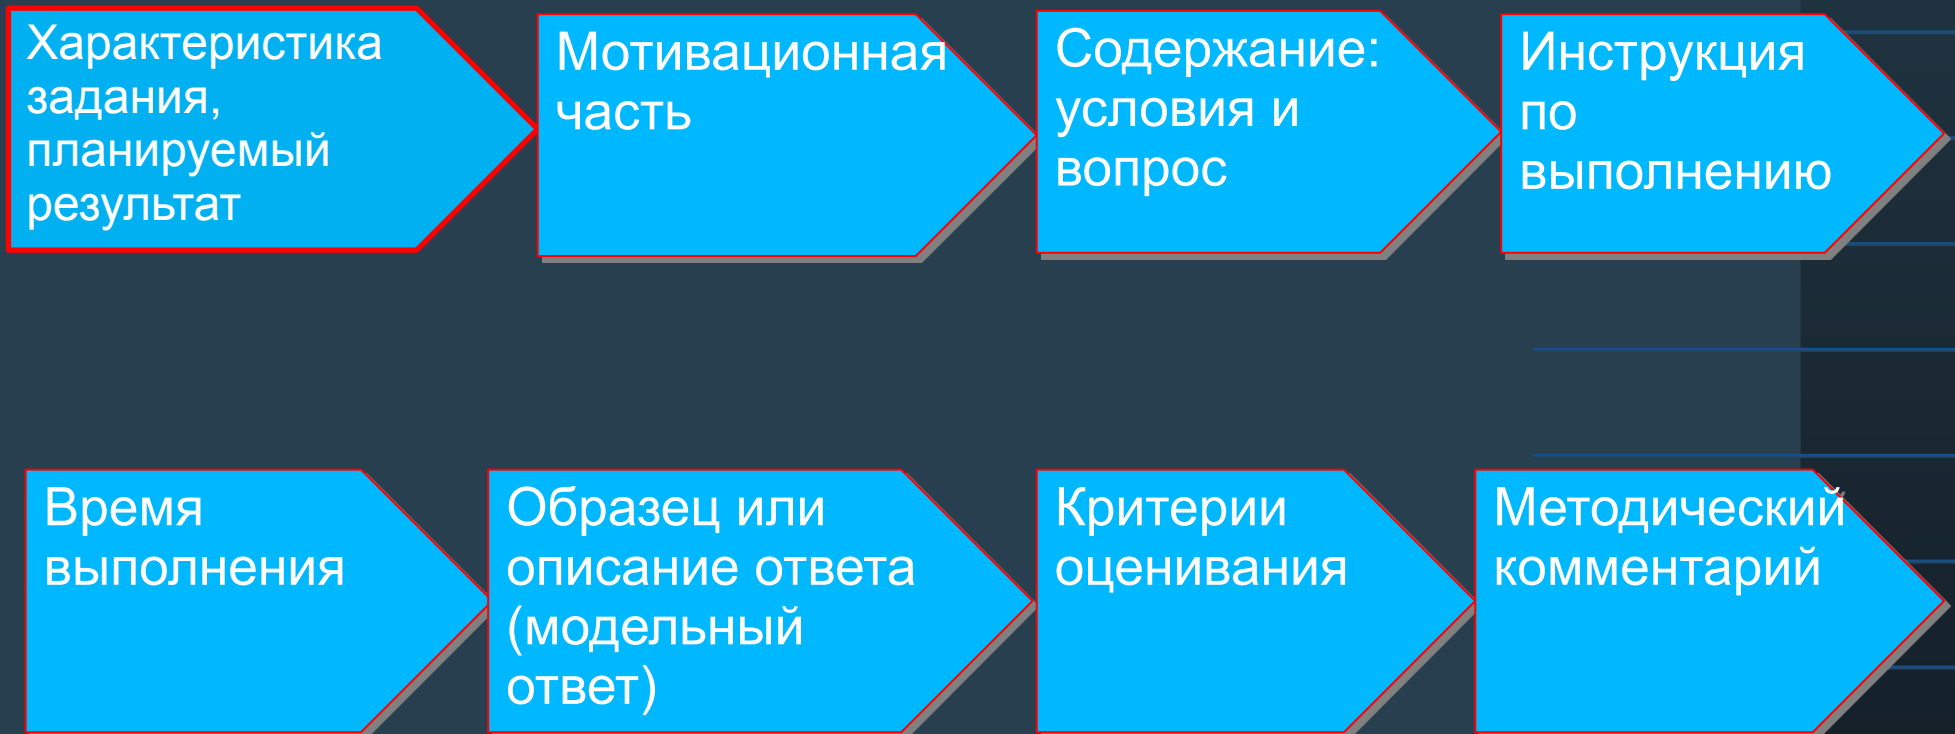 Характеристика
задания,
планируемый
результат
Мотивационная
часть
Содержание:
условия и
вопрос
Инструкция
по
выполнению
Время
выполнения
Образец или
описание ответа
(модельный
ответ)
Критерии
оценивания
Методический
комментарий